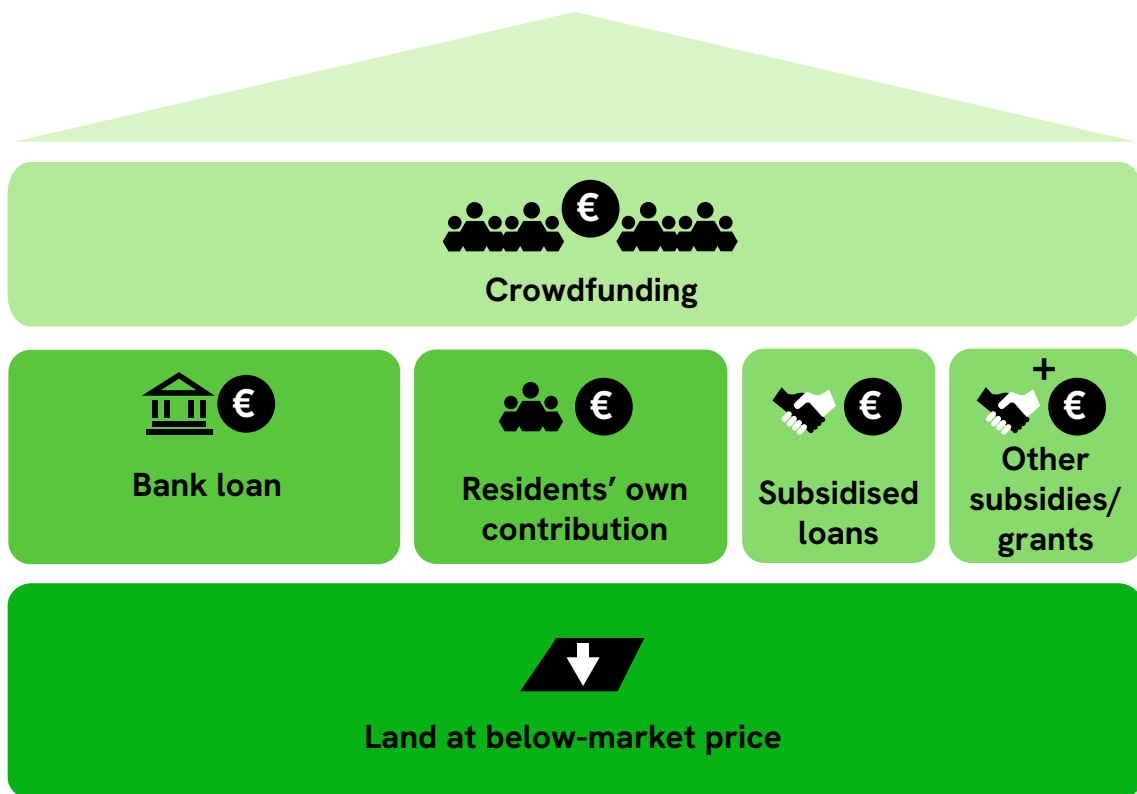 €
Crowdfunding
€
Bank loan
€
Residents’ own
contribution
€
Subsidised
loans
+
€
Other
subsidies/
grants
Land at below-market price